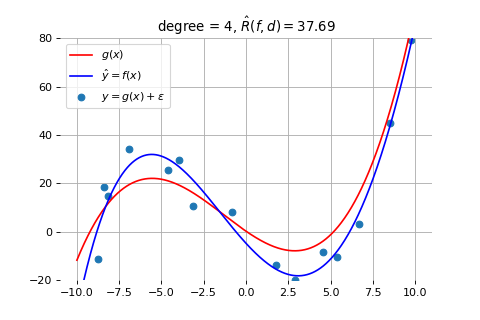 degree = 4, R̂(f, d) = 37.69
g(x)
ŷ = f(x)
y = g(x) + ε
80
60
40
20
0
−20
−10.0 −7.5 −5.0 −2.5 0.0 2.5 5.0 7.5 10.0